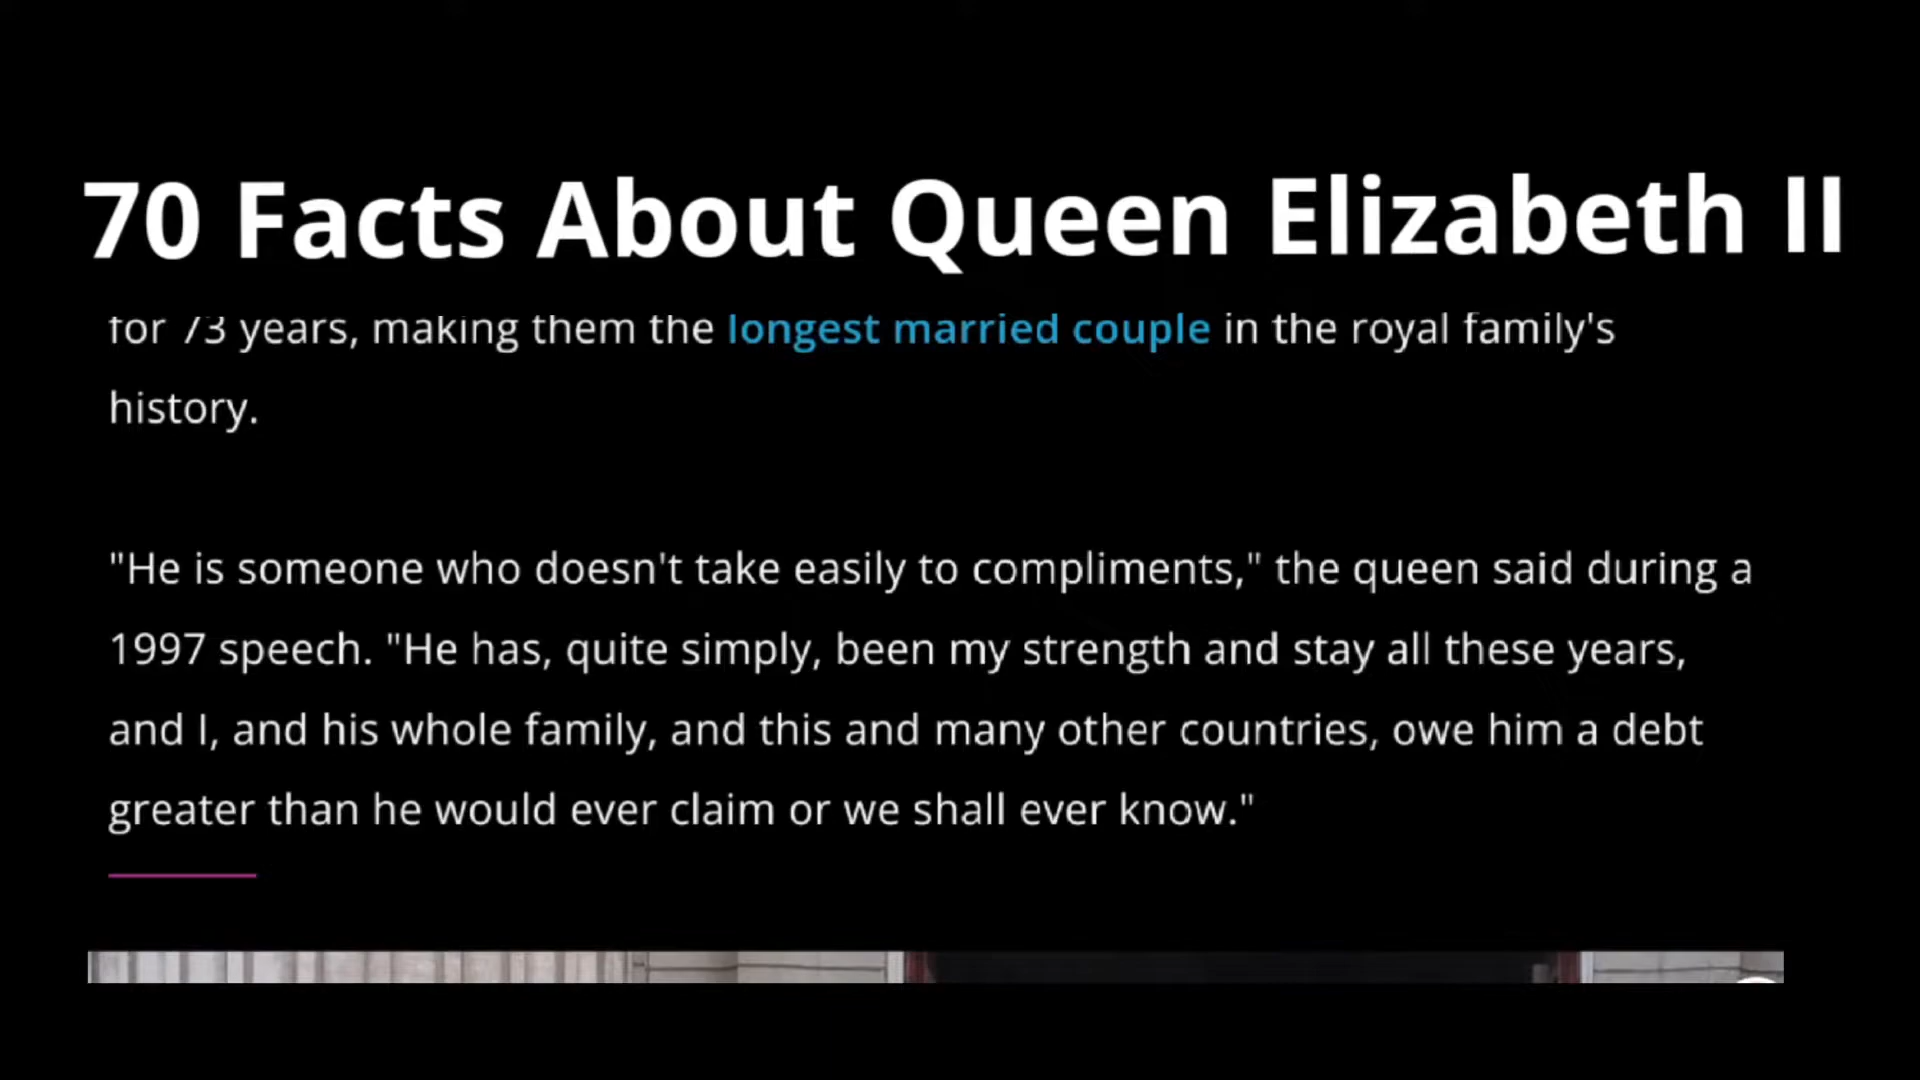 70 Facts About Queen Elizabeth II
for 73 years, making them the longest married couple in the royal family's
history.
"He is someone who doesn't take easily to compliments," the queen said during a
1997 speech. "He has, quite simply, been my strength and stay all these years,
and I, and his whole family, and this and many other countries, owe him a debt
greater than he would ever claim or we shall ever know."